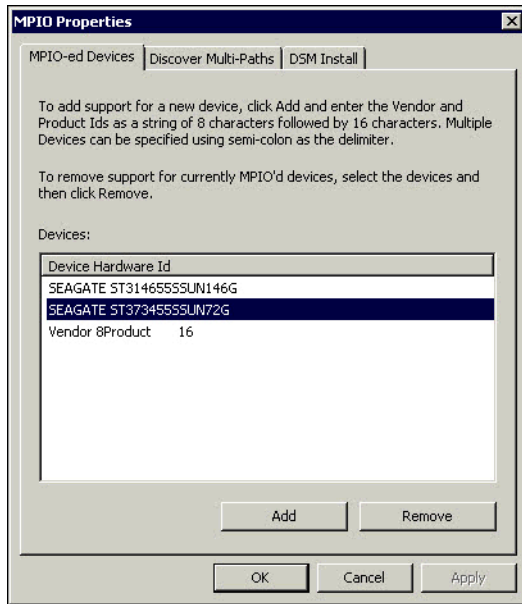 MPIO Properties
MPIO-ed Devices Discover Multi-Paths DSM Install
To add support for a new device, click Add and enter the Vendor and
Product Ids as a string of 8 characters followed by 16 characters. Multiple
Devices can be specified using semi-colon as the delimiter.
To remove support for currently MPIO'd devices, select the devices and
then click Remove.
Devices:
Device Hardware Id
SEAGATE ST314655SSUN146G
SEAGATE ST373455SSUN72G
Vendor 8Product 16
Add Remove
OK Cancel Apply